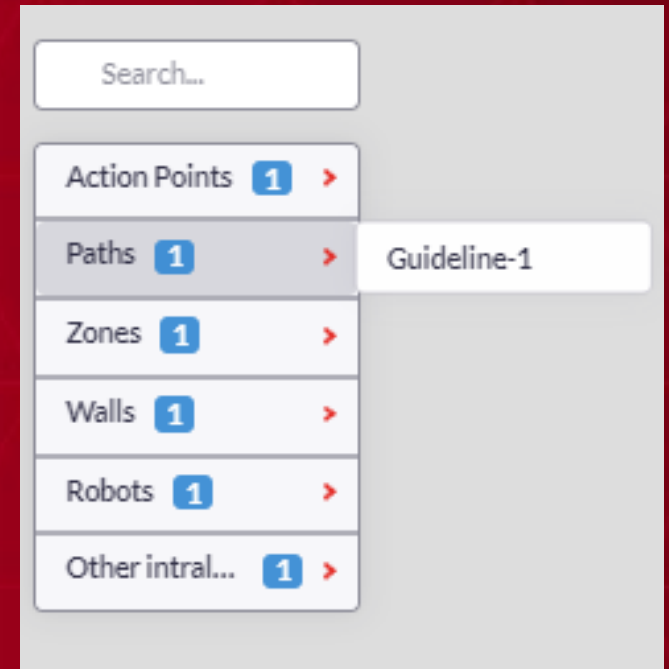 Search...
Action Points 1
Paths 1
Guideline-1
Zones 1
Walls 1
Robots 1
Other intral... 1